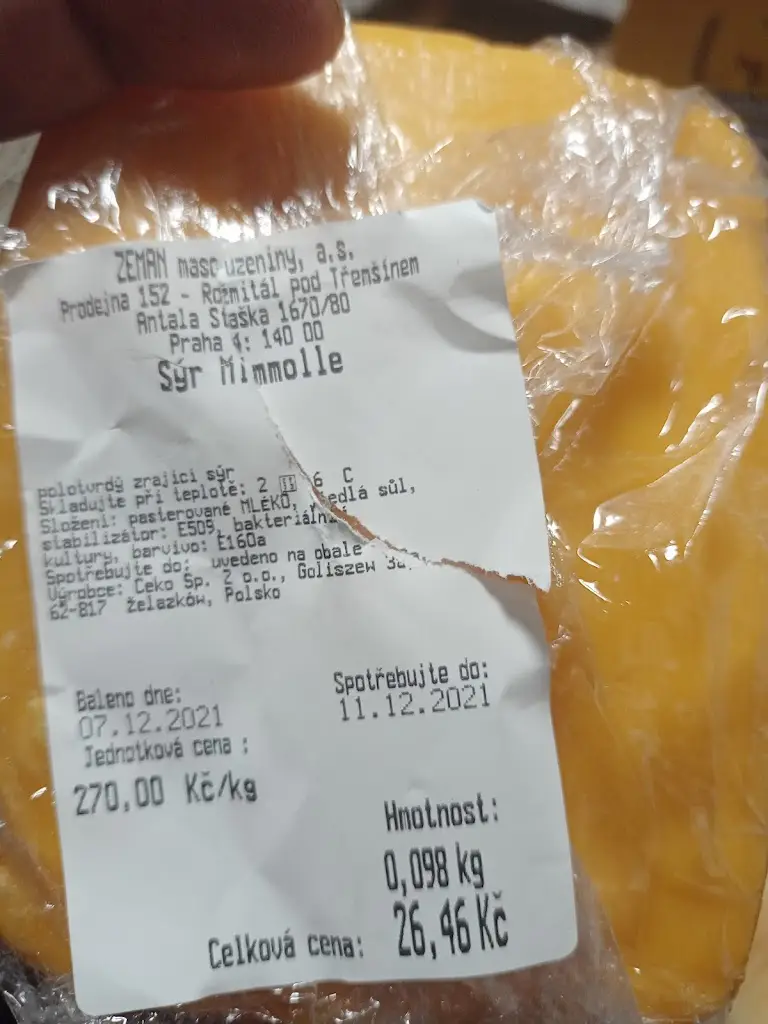 ZEMAN maso uzeniny, a.s.
Prodejna 152 - Rožmitál pod Třemšínem
Antala Staška 1670/80
Praha 4: 140 00
Sýr Mimmolle
polotvrdý zrající sýr
Skladujte při teplotě: 2 6 C
Složení: pasterované MLÉKO, jedlá sůl,
stabilizátor: E509, bakteriální
kultury, barvivo: E160a
Spotřebujte do: uvedeno na obale
Výrobce: Ceko Sp. Z o.o., Goliszew
62-817 želazków, Polsko
Baleno dne:
07.12.2021
Spotřebujte do:
11.12.2021
Jednotková cena :
270,00 Kč/kg
Hmotnost:
0,098 kg
Celková cena: 26,46 Kč